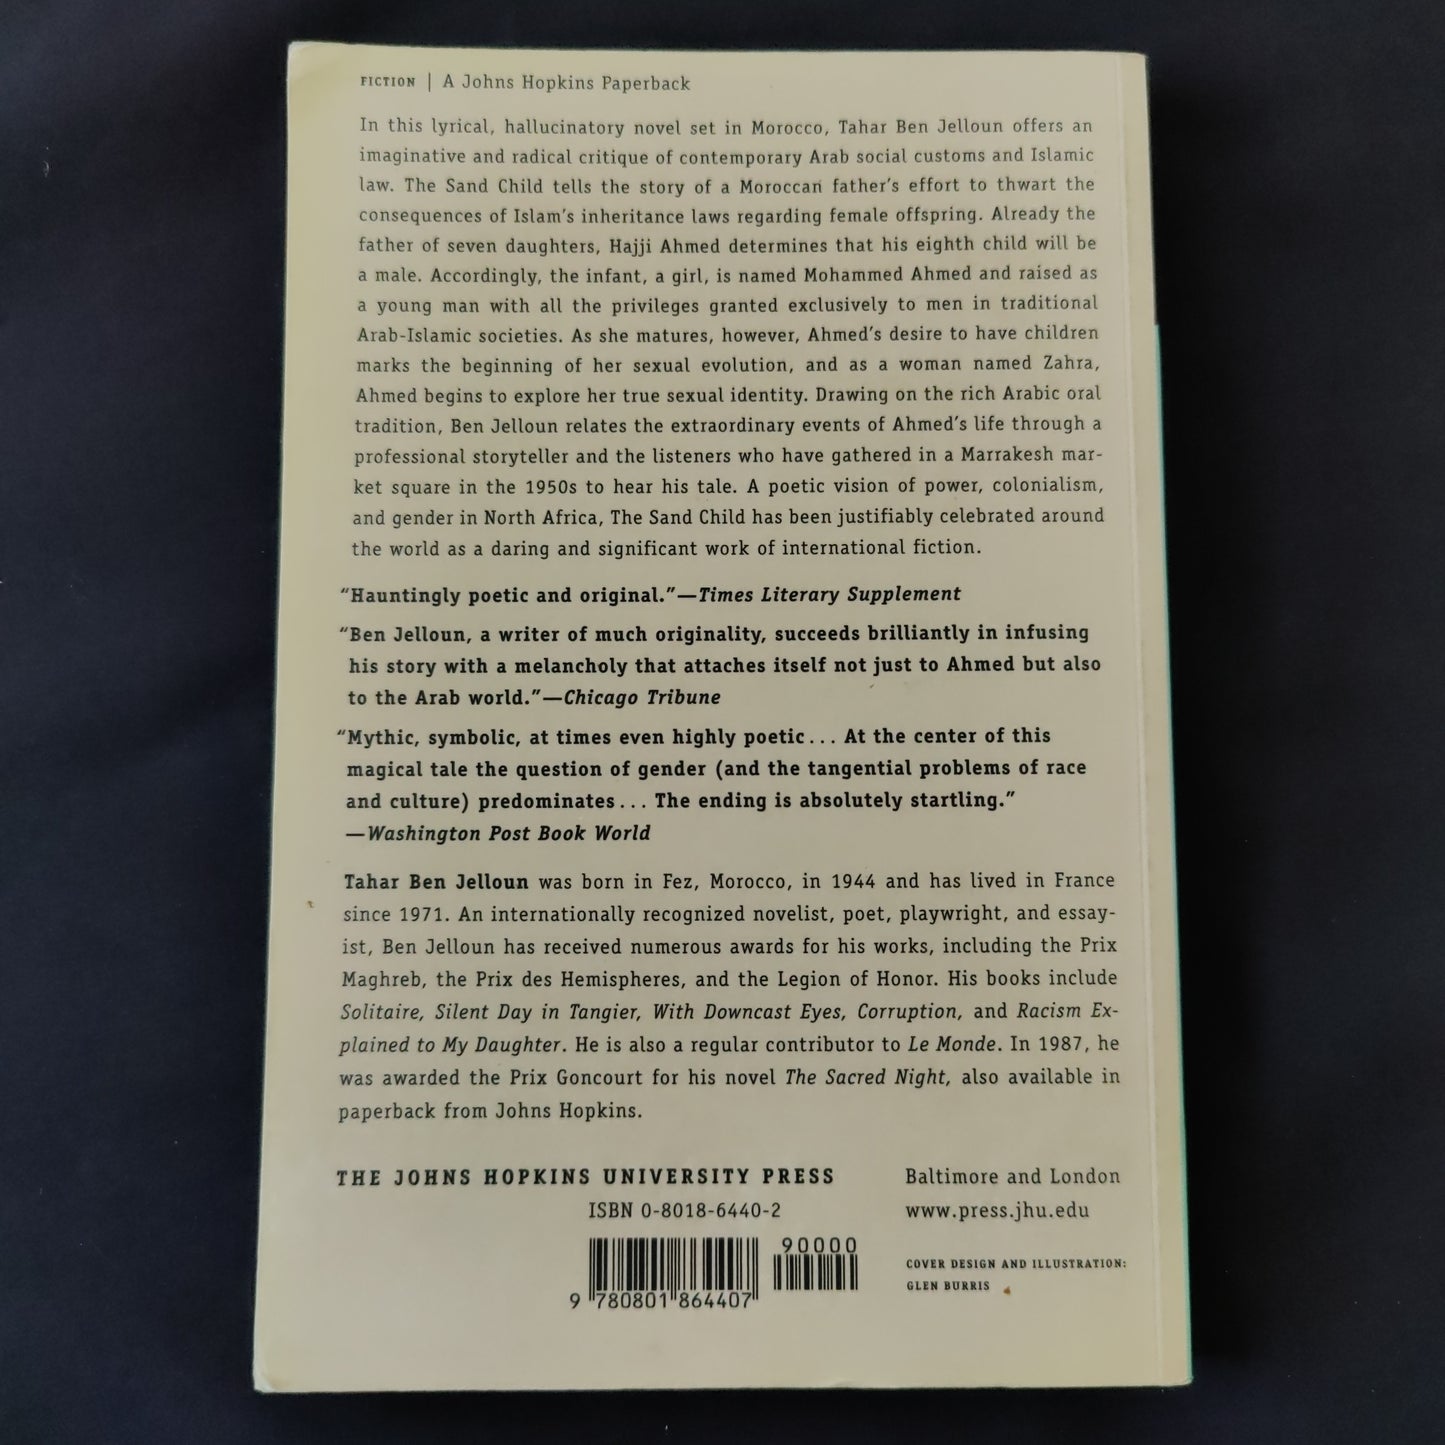 FICTION | A Johns Hopkins Paperback
In this lyrical, hallucinatory novel set in Morocco, Tahar Ben Jelloun offers an
imaginative and radical critique of contemporary Arab social customs and Islamic
law. The Sand Child tells the story of a Moroccan father's effort to thwart the
consequences of Islam's inheritance laws regarding female offspring. Already the
father of seven daughters, Hajji Ahmed determines that his eighth child will be
a male. Accordingly, the infant, a girl, is named Mohammed Ahmed and raised as
a young man with all the privileges granted exclusively to men in traditional
Arab-Islamic societies. As she matures, however, Ahmed's desire to have children
marks the beginning of her sexual evolution, and as a woman named Zahra,
Ahmed begins to explore her true sexual identity. Drawing on the rich Arabic oral
tradition, Ben Jelloun relates the extraordinary events of Ahmed's life through a
professional storyteller and the listeners who have gathered in a Marrakesh mar-
ket square in the 1950s to hear his tale. A poetic vision of power, colonialism,
and gender in North Africa, The Sand Child has been justifiably celebrated around
the world as a daring and significant work of international fiction.
“Hauntingly poetic and original.”—Times Literary Supplement
“Ben Jelloun, a writer of much originality, succeeds brilliantly in infusing
his story with a melancholy that attaches itself not just to Ahmed but also
to the Arab world.”—Chicago Tribune
“Mythic, symbolic, at times even highly poetic... At the center of this
magical tale the question of gender (and the tangential problems of race
and culture) predominates... The ending is absolutely startling.”
—Washington Post Book World
Tahar Ben Jelloun was born in Fez, Morocco, in 1944 and has lived in France
since 1971. An internationally recognized novelist, poet, playwright, and essay-
ist, Ben Jelloun has received numerous awards for his works, including the Prix
Maghreb, the Prix des Hemispheres, and the Legion of Honor. His books include
Solitaire, Silent Day in Tangier, With Downcast Eyes, Corruption, and Racism Ex-
plained to My Daughter. He is also a regular contributor to Le Monde. In 1987, he
was awarded the Prix Goncourt for his novel The Sacred Night, also available in
paperback from Johns Hopkins.
THE JOHNS HOPKINS UNIVERSITY PRESS
Baltimore and London
ISBN 0-8018-6440-2
www.press.jhu.edu
90000
9 780801 864407
COVER DESIGN AND ILLUSTRATION:
GLEN BURRIS